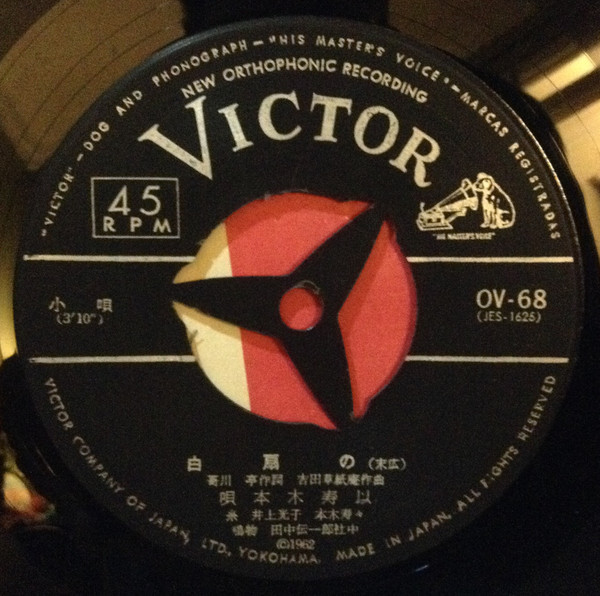 "VICTOR" — DOG AND PHONOGRAPH — "HIS MASTER'S VOICE" — MARCAS REGISTRADAS
NEW ORTHOPHONIC RECORDING
VICTOR
45
RPM
"HIS MASTER'S VOICE"
小唄
(3'10")
OV-68
(JES-1625)
白扇の (末広)
亭作詞 吉田草紙庵作曲
唄 本木寿以
糸 井上光子 本木寿々
鳴物 田中伝一郎社中
©1962
VICTOR COMPANY OF JAPAN, LTD., YOKOHAMA. MADE IN JAPAN, ALL RIGHTS RESERVED